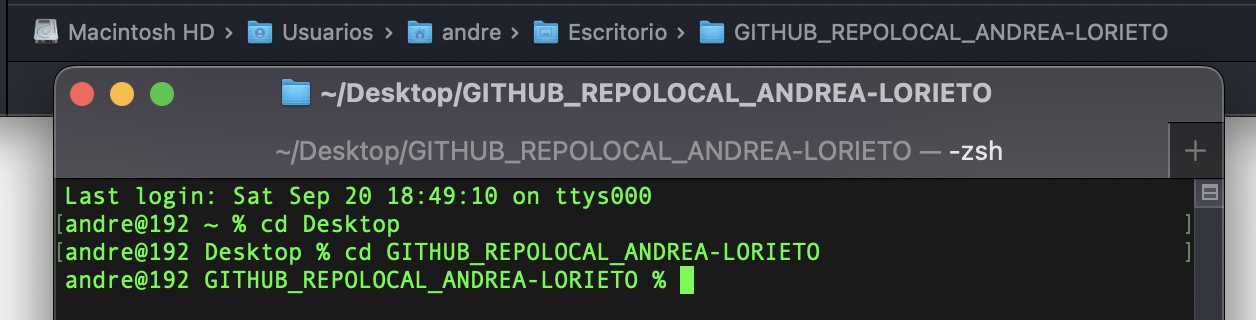 Macintosh HD › Usuarios › andre › Escritorio › GITHUB_REPOLOCAL_ANDREA-LORIETO
~/Desktop/GITHUB_REPOLOCAL_ANDREA-LORIETO
~/Desktop/GITHUB_REPOLOCAL_ANDREA-LORIETO — -zsh +
Last login: Sat Sep 20 18:49:10 on ttys000
[andre@192 ~ % cd Desktop ]
[andre@192 Desktop % cd GITHUB_REPOLOCAL_ANDREA-LORIETO ]
andre@192 GITHUB_REPOLOCAL_ANDREA-LORIETO %